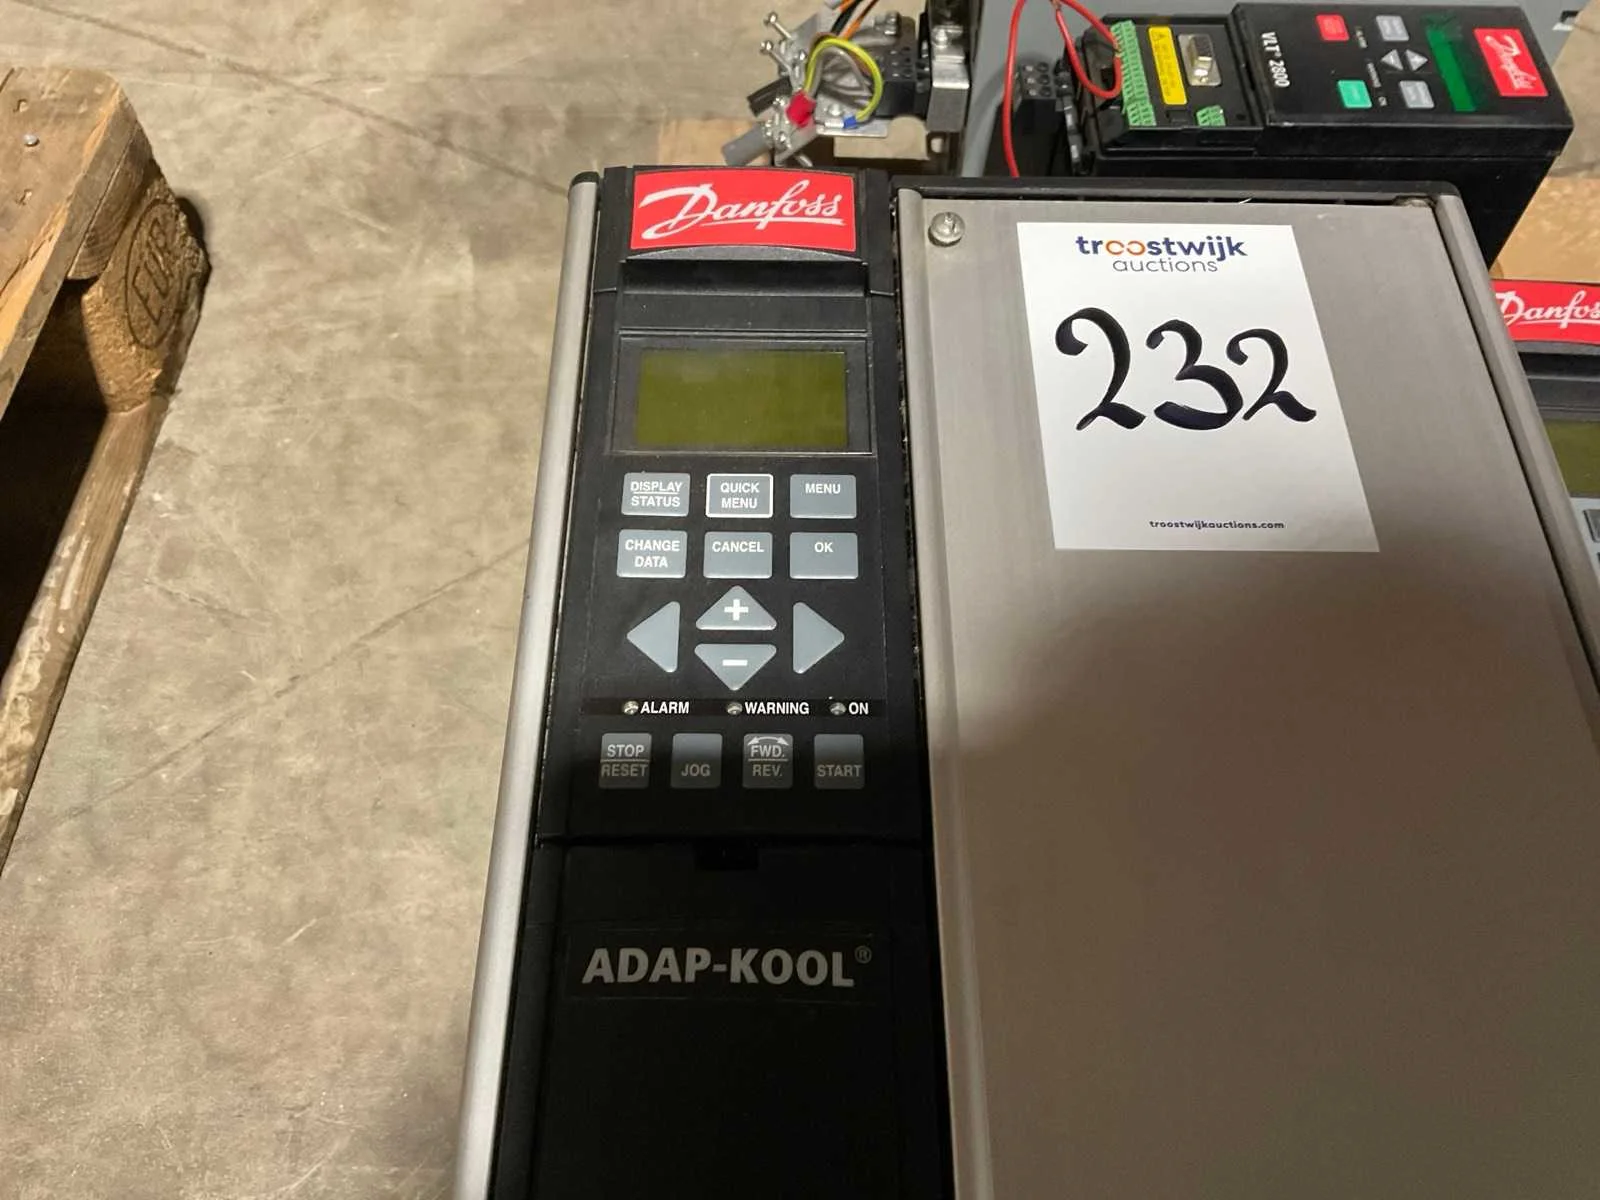 VLT® 2800
Danfoss
Danfoss
troostwijk
auctions
232
troostwijkauctions.com
Danfoss
DISPLAY
STATUS
QUICK
MENU
MENU
CHANGE
DATA
CANCEL
OK
+
−
ALARM
WARNING
ON
STOP
RESET
JOG
FWD.
REV.
START
ADAP-KOOL®